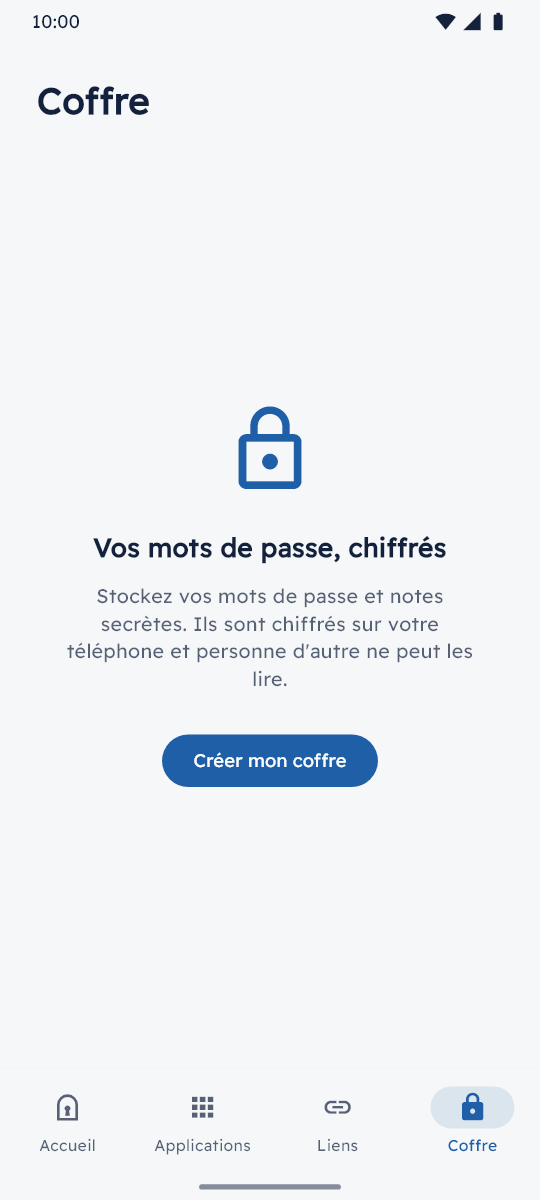 10:00
Coffre
Vos mots de passe, chiffrés
Stockez vos mots de passe et notes
secrètes. Ils sont chiffrés sur votre
téléphone et personne d'autre ne peut les
lire.
Créer mon coffre
Accueil
Applications
Liens
Coffre